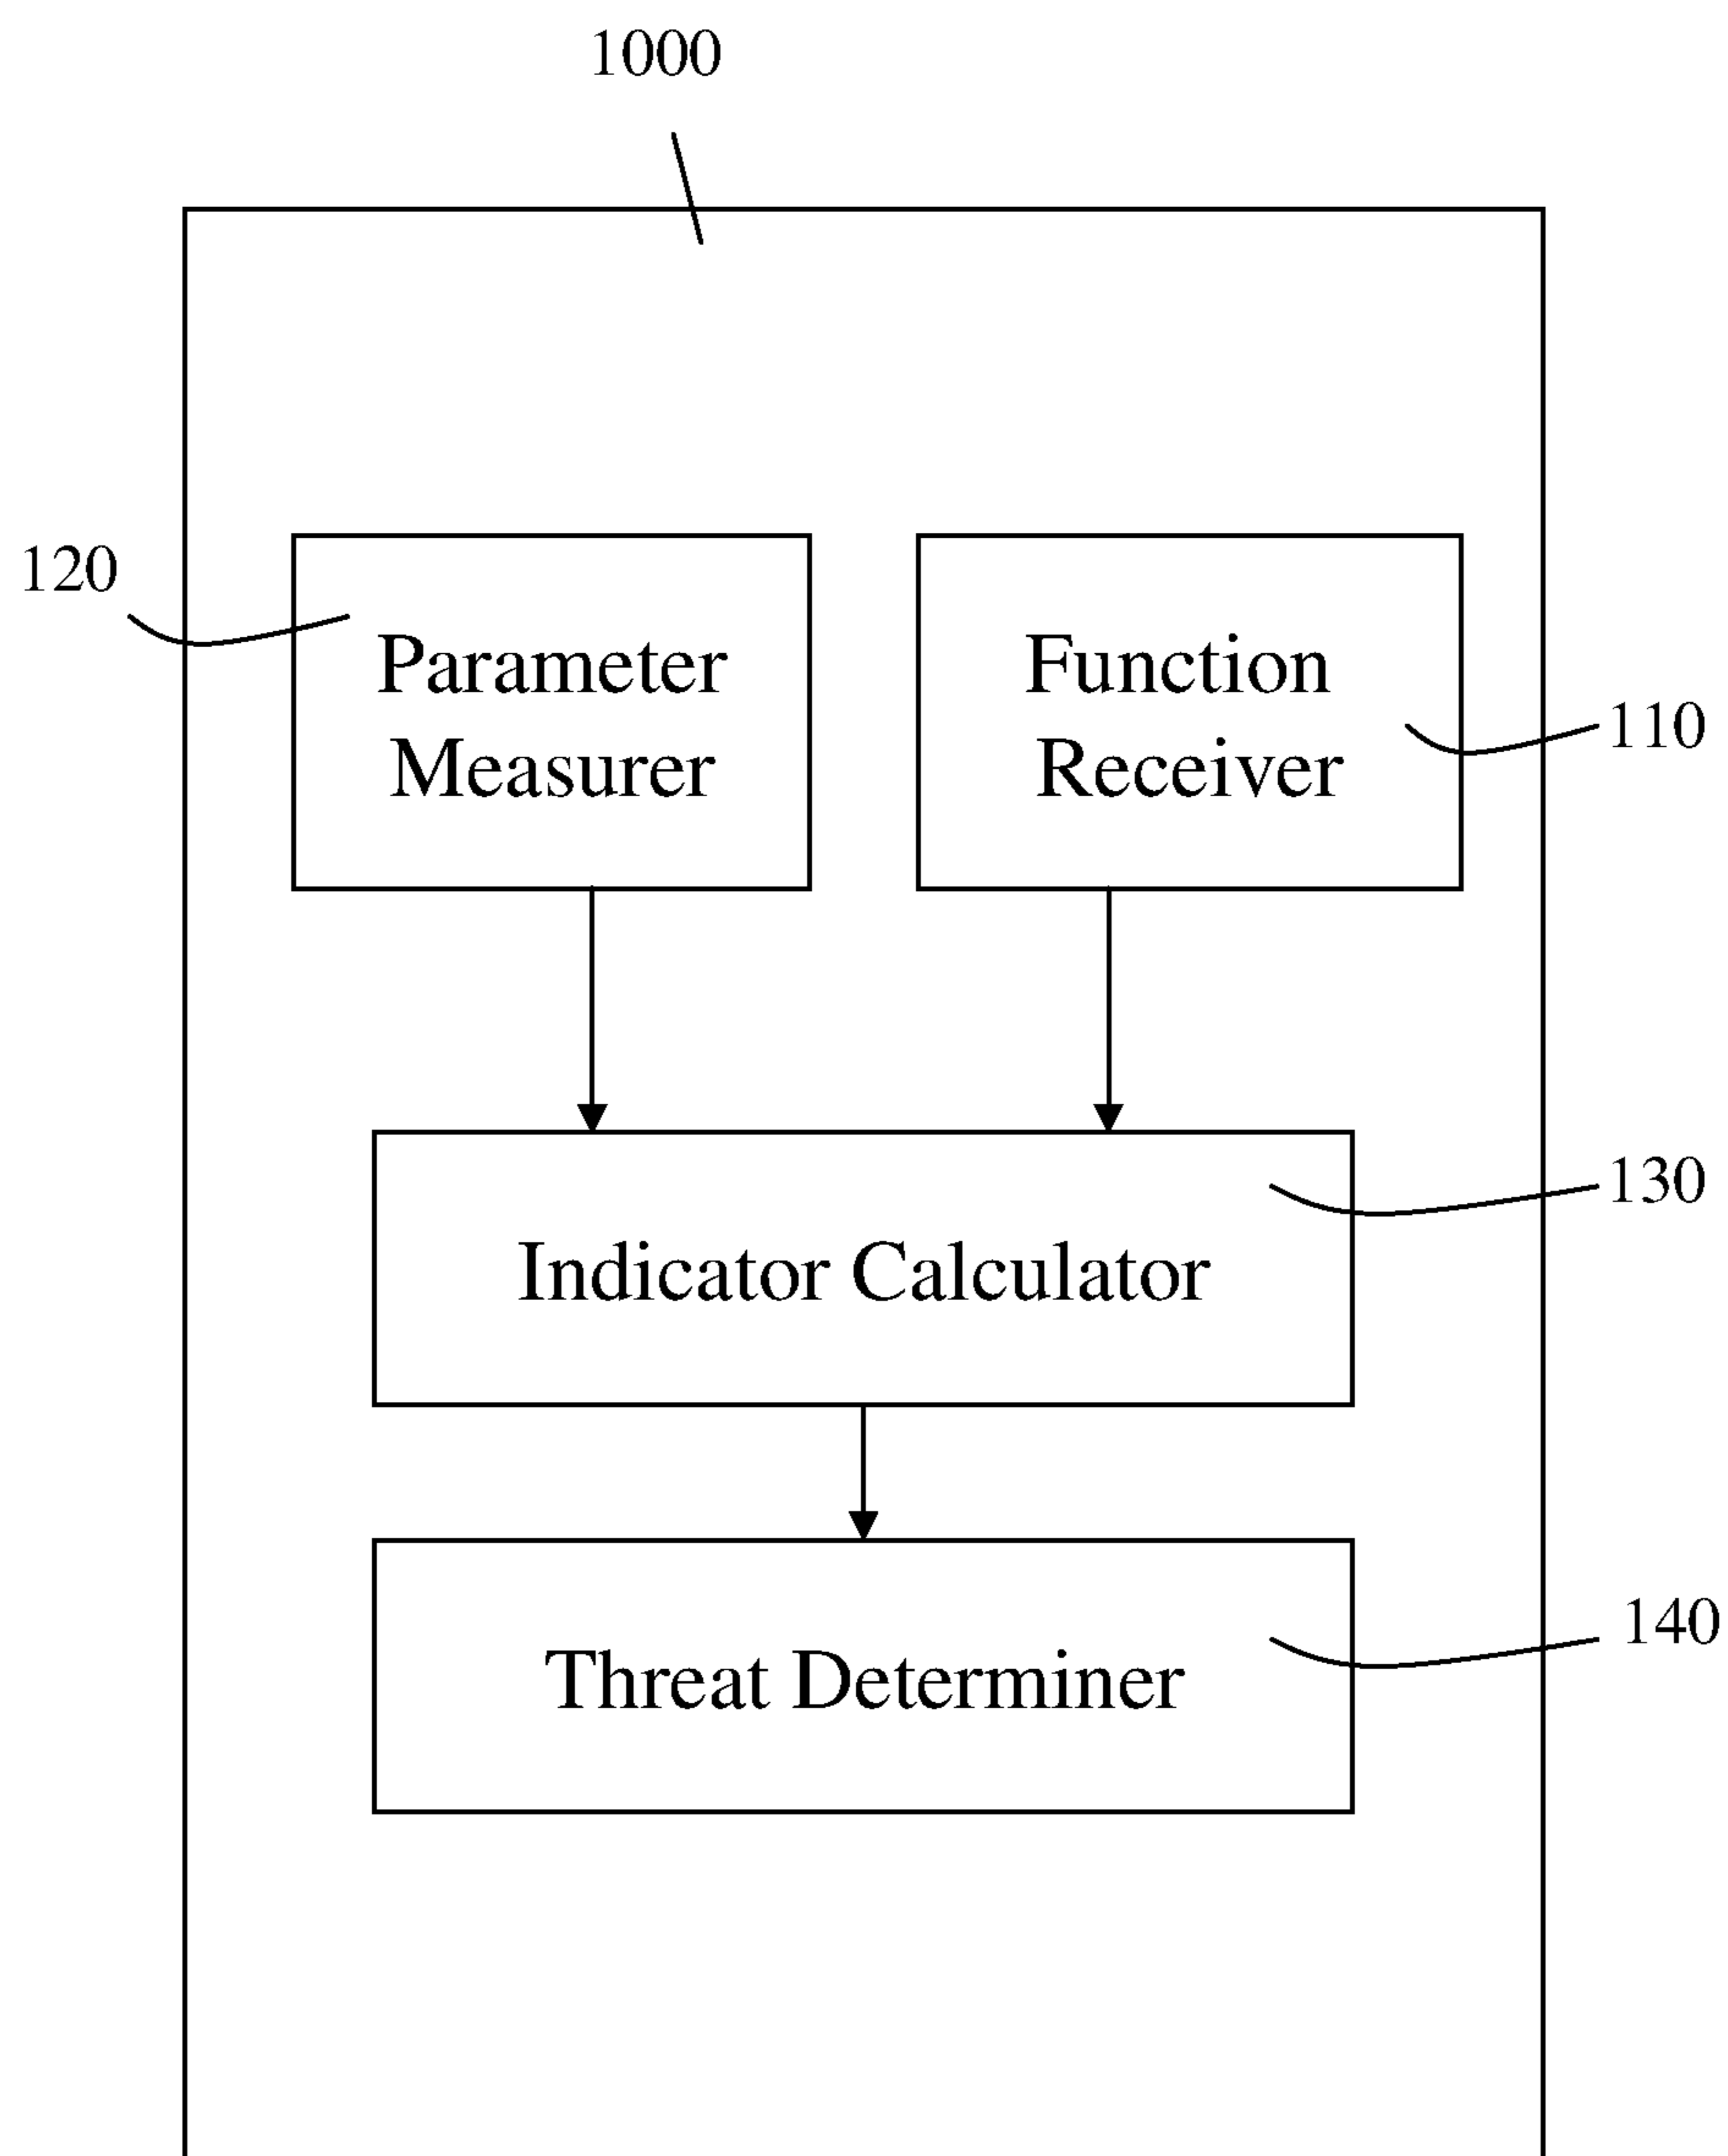 1000
120
Parameter
Measurer
Function
Receiver
110
130
Indicator Calculator
140
Threat Determiner